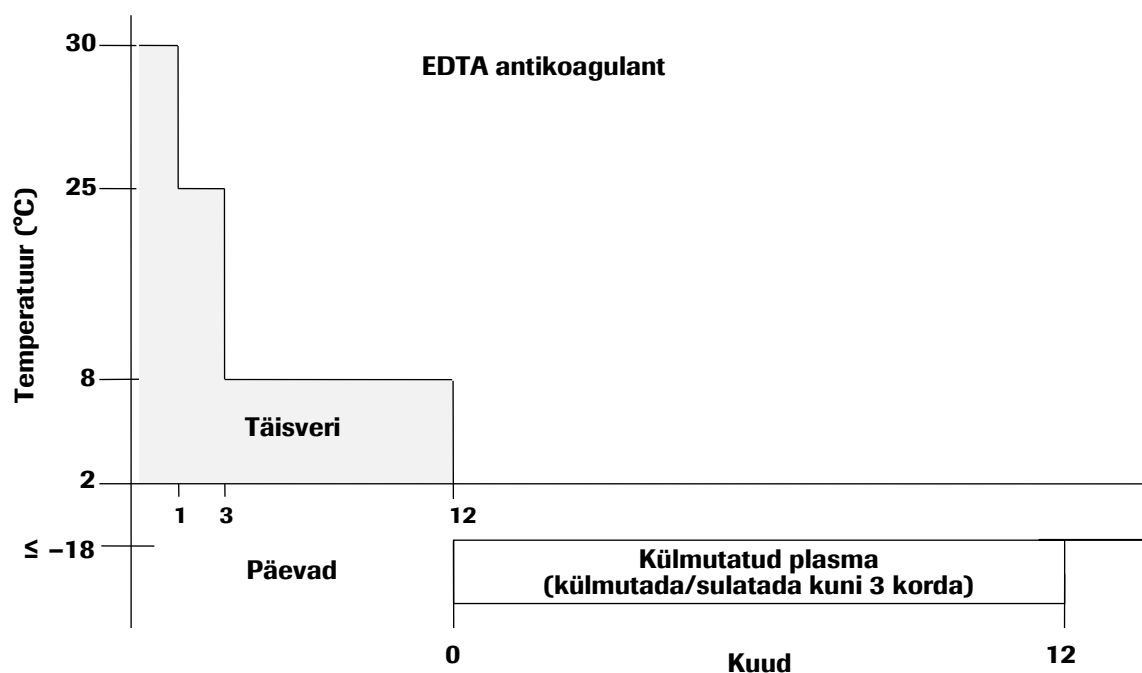 EDTA antikoagulant
Temperatuur (°C)
30
25
8
2
≤ –18
Täisveri
1
3
12
Päevad
Külmutatud plasma
(külmutada/sulatada kuni 3 korda)
0
12
Kuud